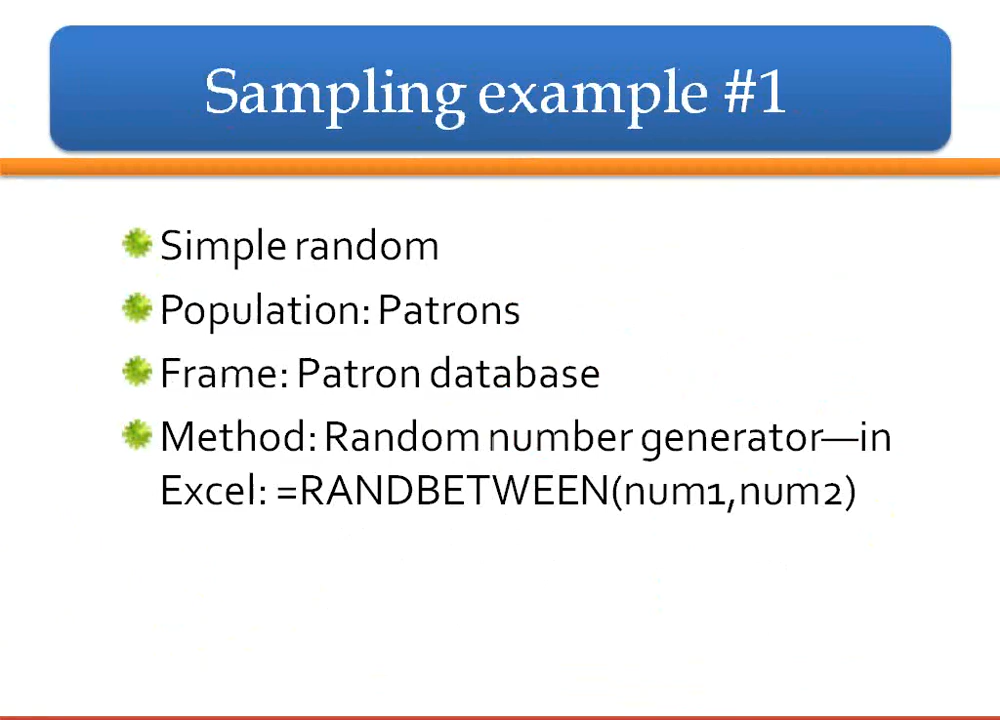 Sampling example #1
Simple random
Population: Patrons
Frame: Patron database
Method: Random number generator—in
Excel: =RANDBETWEEN(num1,num2)